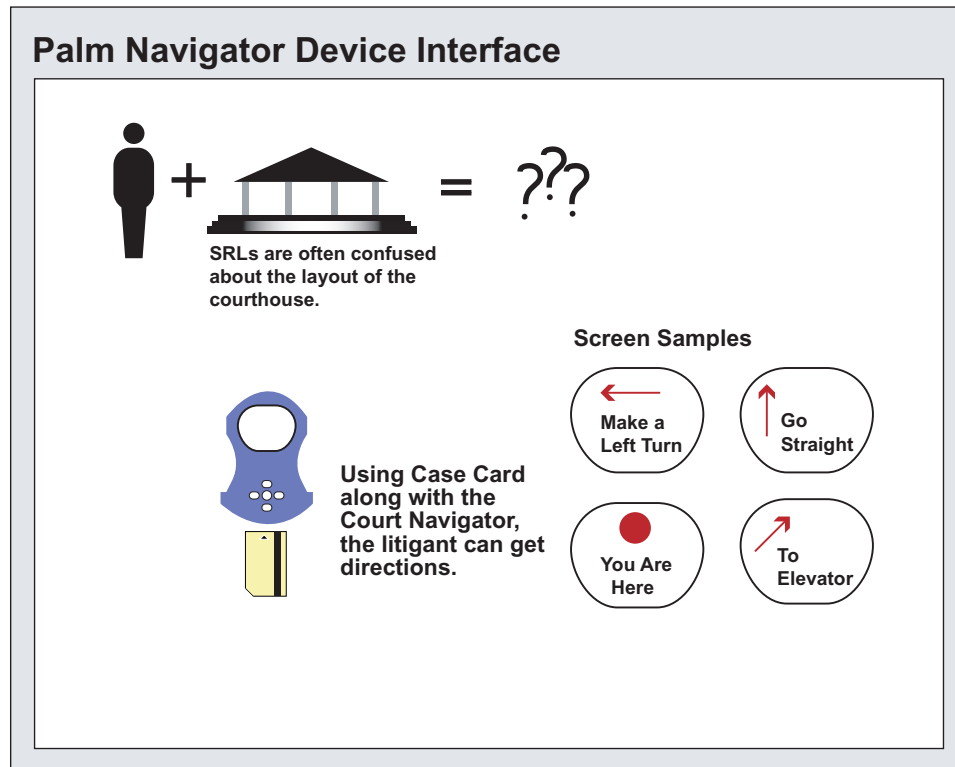 Palm Navigator Device Interface
+
=
???
SRLs are often confused
about the layout of the
courthouse.
Screen Samples
Make a
Left Turn
Go
Straight
Using Case Card
along with the
Court Navigator,
the litigant can get
directions.
You Are
Here
To
Elevator